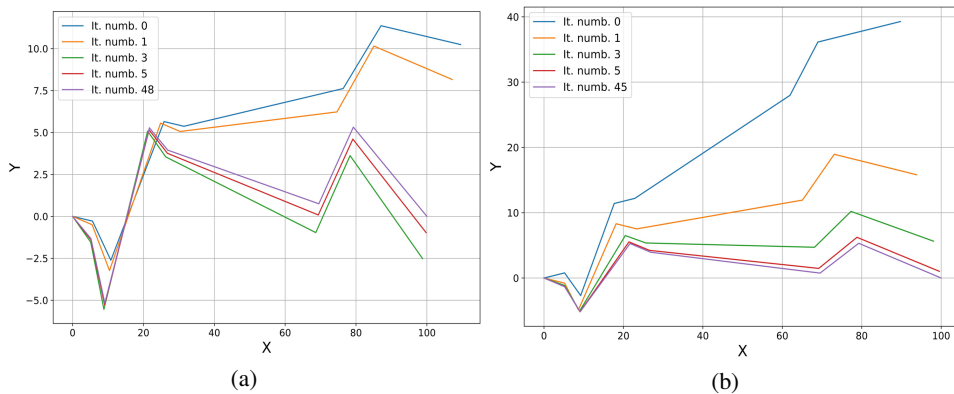 It. numb. 0
It. numb. 1
It. numb. 3
It. numb. 5
It. numb. 48
10.0
7.5
5.0
2.5
0.0
−2.5
−5.0
Y
0 20 40 60 80 100
X
(a)
It. numb. 0
It. numb. 1
It. numb. 3
It. numb. 5
It. numb. 45
40
30
20
10
0
Y
0 20 40 60 80 100
X
(b)